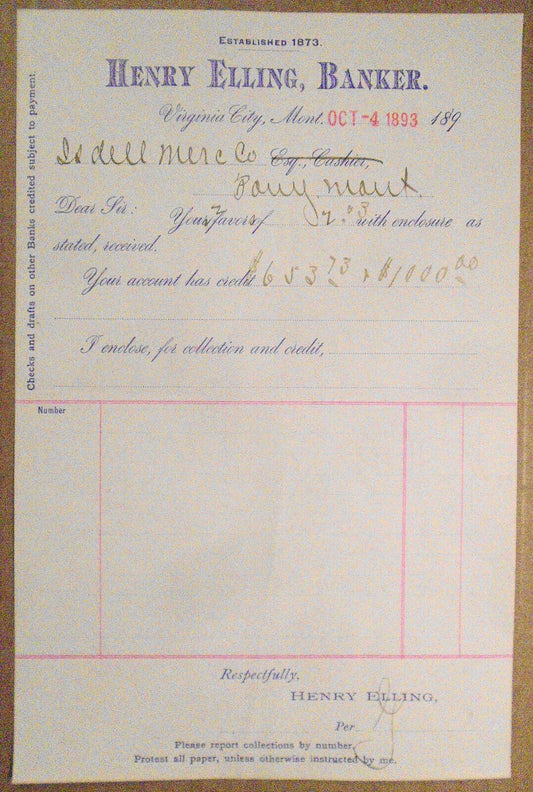 ESTABLISHED 1873.
HENRY ELLING, BANKER.
Virginia City, Mont. OCT -4 1893 189
Isdell Merc Co Esq., Cashier,
Pony Mont.
Dear Sir: Your favor of with enclosure as
stated, received.
Your account has credit $653 73 + $1000 00
I enclose, for collection and credit,
Checks and drafts on other Banks credited subject to payment.
Number
Respectfully,
HENRY ELLING,
Per
Please report collections by number.
Protest all paper, unless otherwise instructed by me.